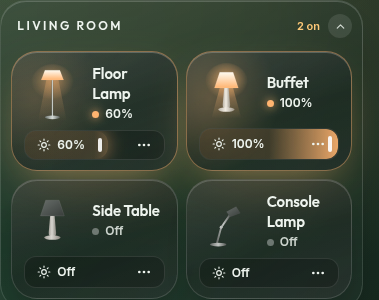 LIVING ROOM 2 on
Floor
Lamp
60%
60%
Buffet
100%
100%
Side Table
Off
Off
Console
Lamp
Off
Off